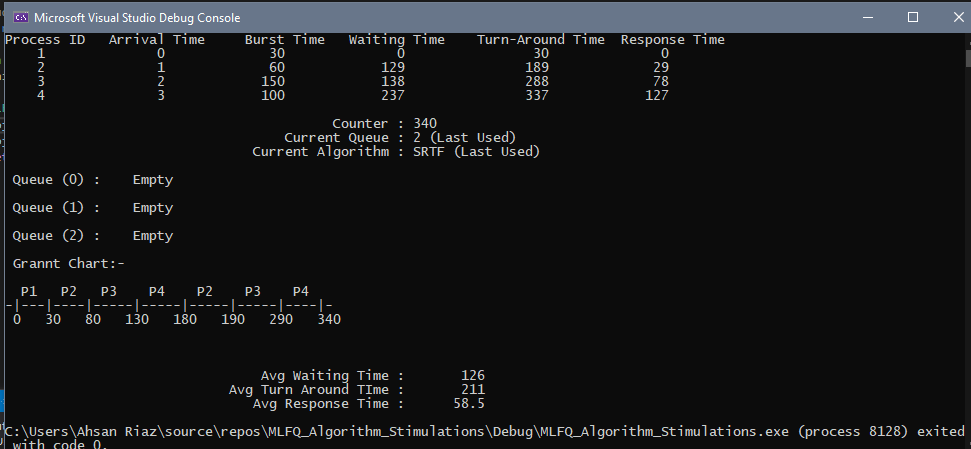 Microsoft Visual Studio Debug Console
Process ID Arrival Time Burst Time Waiting Time Turn-Around Time Response Time
1 0 30 0 30 0
2 1 60 129 189 29
3 2 150 138 288 78
4 3 100 237 337 127
Counter : 340
Current Queue : 2 (Last Used)
Current Algorithm : SRTF (Last Used)
Queue (0) : Empty
Queue (1) : Empty
Queue (2) : Empty
Grannt Chart:-
P1 P2 P3 P4 P2 P3 P4
-|---|----|-----|-----|-----|-----|----|-
0 30 80 130 180 190 290 340
Avg Waiting Time : 126
Avg Turn Around TIme : 211
Avg Response Time : 58.5
C:\Users\Ahsan Riaz\source\repos\MLFQ_Algorithm_Stimulations\Debug\MLFQ_Algorithm_Stimulations.exe (process 8128) exited
with code 0.